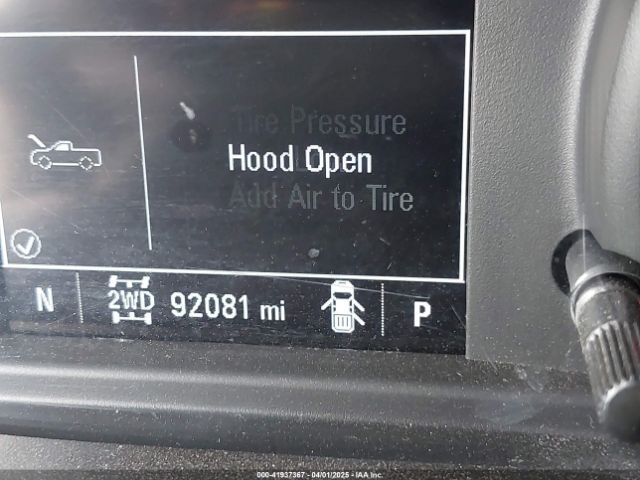 Tire Pressure
Hood Open
Add Air to Tire
N 2WD 92081 mi P
000-41937367 - 04/01/2025 - IAA Inc.